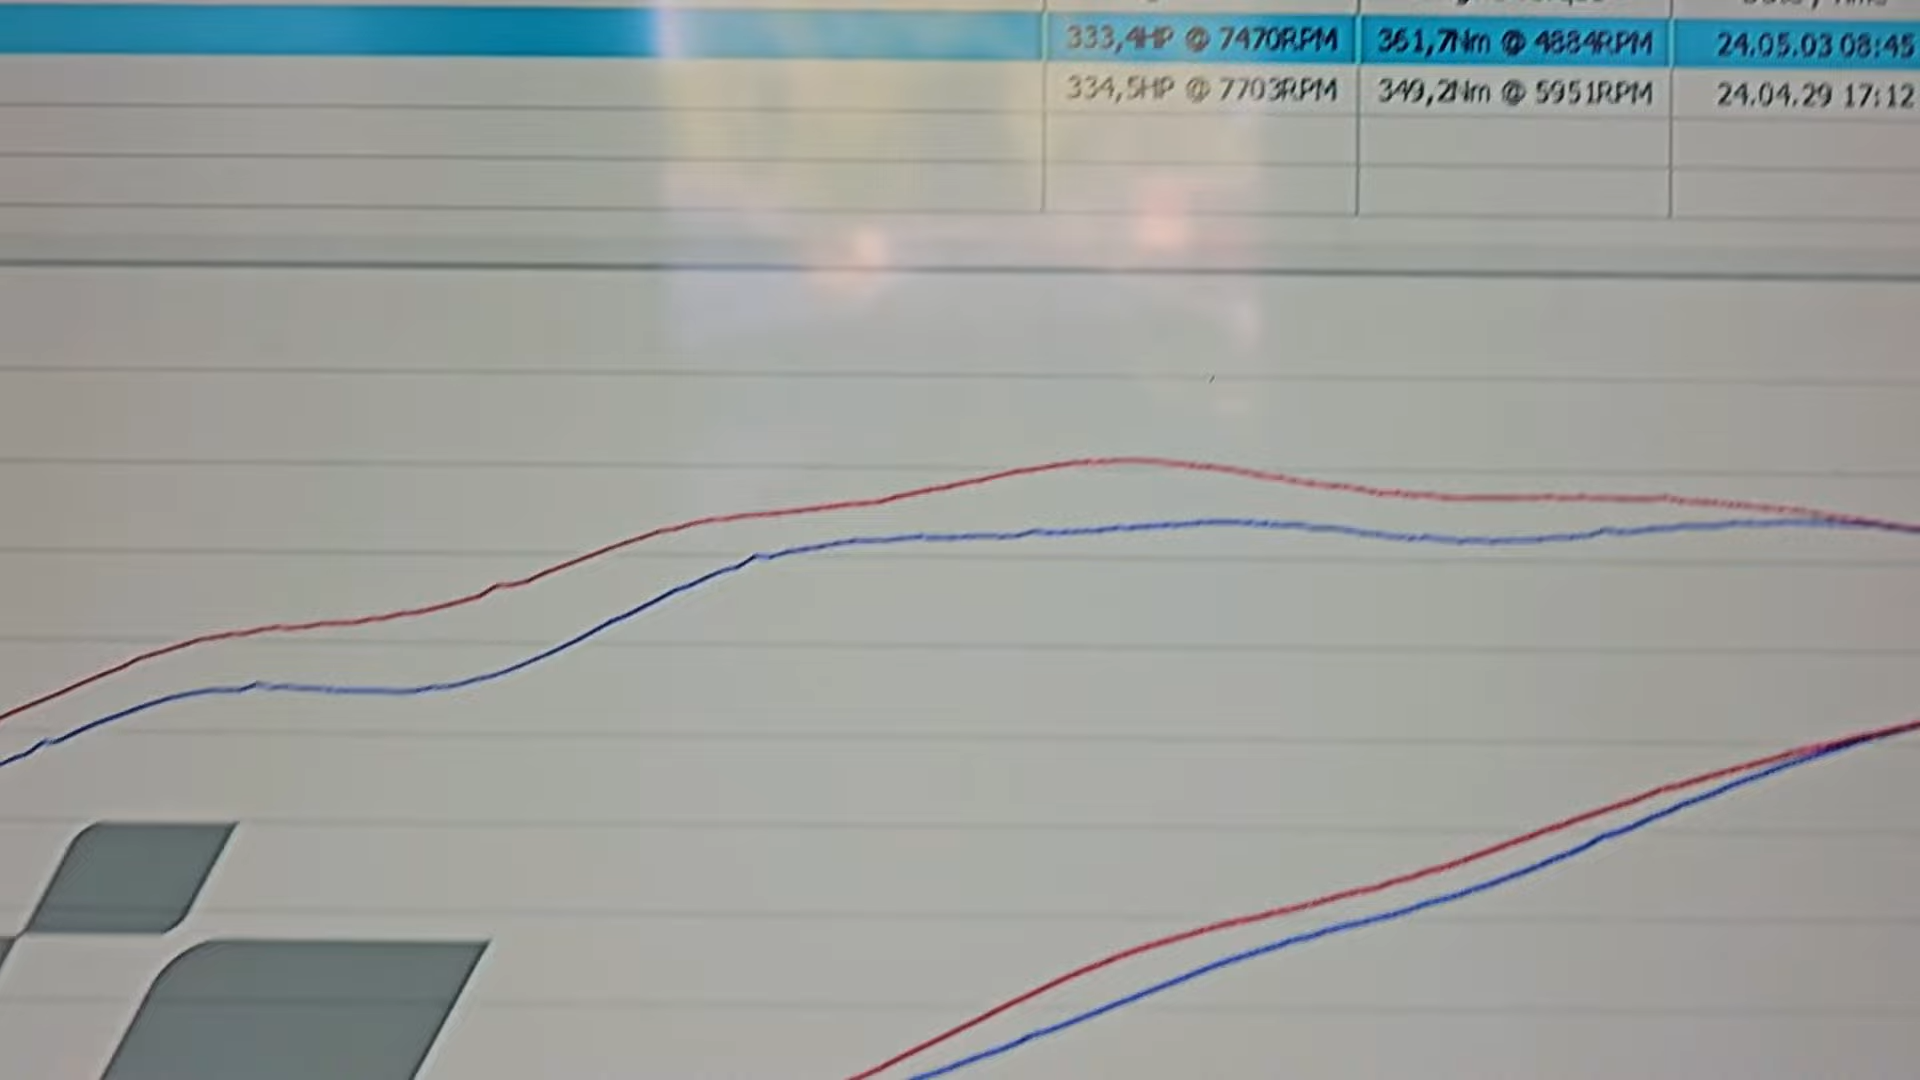 333,4HP @ 7470RPM 361,7Nm @ 4884RPM 24.05.03 08:45
334,5HP @ 7703RPM 349,2Nm @ 5951RPM 24.04.29 17:12